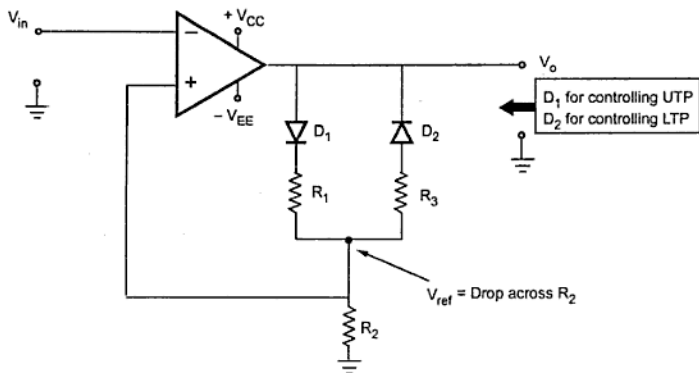 V_in
+ V_CC
−
+
− V_EE
V_o
D_1 for controlling UTP
D_2 for controlling LTP
D_1
D_2
R_1
R_3
V_ref = Drop across R_2
R_2